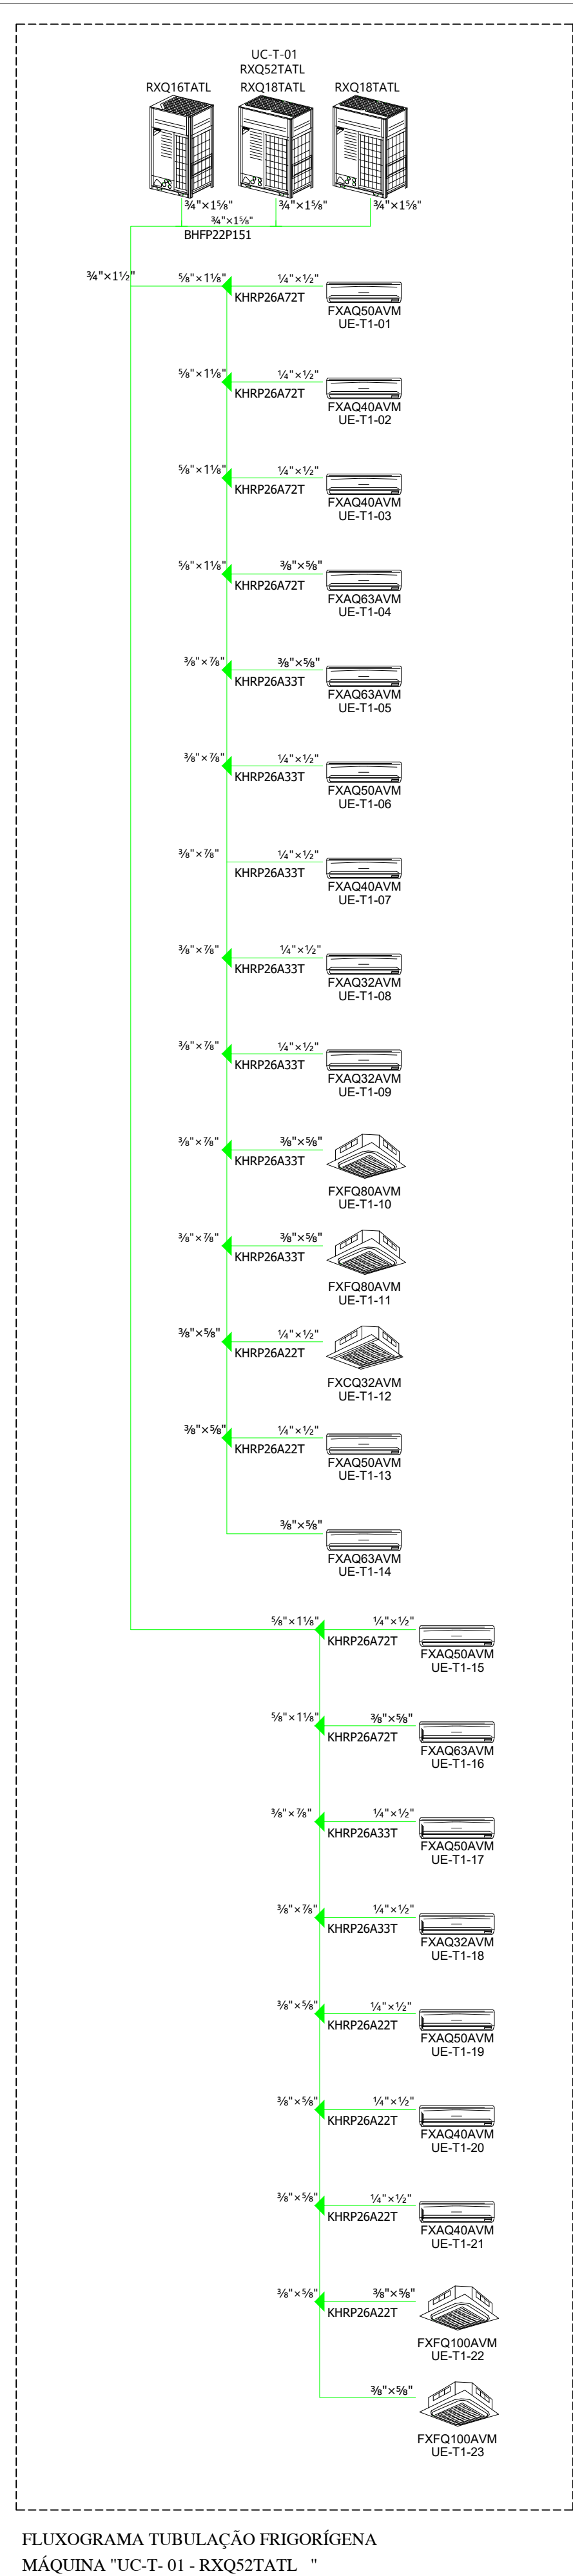 UC-T-01
RXQ52TATL
RXQ16TATL RXQ18TATL RXQ18TATL
¾"×1⅝" ¾"×1⅝" ¾"×1⅝"
¾"×1⅝"
BHFP22P151
¾"×1½"
⅝"×1⅛" ¼"×½"
KHRP26A72T
FXAQ50AVM
UE-T1-01
⅝"×1⅛" ¼"×½"
KHRP26A72T
FXAQ40AVM
UE-T1-02
⅝"×1⅛" ¼"×½"
KHRP26A72T
FXAQ40AVM
UE-T1-03
⅝"×1⅛" ⅜"×⅝"
KHRP26A72T
FXAQ63AVM
UE-T1-04
⅜"×⅞" ⅜"×⅝"
KHRP26A33T
FXAQ63AVM
UE-T1-05
⅜"×⅞" ¼"×½"
KHRP26A33T
FXAQ50AVM
UE-T1-06
⅜"×⅞" ¼"×½"
KHRP26A33T
FXAQ40AVM
UE-T1-07
⅜"×⅞" ¼"×½"
KHRP26A33T
FXAQ32AVM
UE-T1-08
⅜"×⅞" ¼"×½"
KHRP26A33T
FXAQ32AVM
UE-T1-09
⅜"×⅞" ⅜"×⅝"
KHRP26A33T
FXFQ80AVM
UE-T1-10
⅜"×⅞" ⅜"×⅝"
KHRP26A33T
FXFQ80AVM
UE-T1-11
⅜"×⅝" ¼"×½"
KHRP26A22T
FXCQ32AVM
UE-T1-12
⅜"×⅝" ¼"×½"
KHRP26A22T
FXAQ50AVM
UE-T1-13
⅜"×⅝"
FXAQ63AVM
UE-T1-14
⅝"×1⅛" ¼"×½"
KHRP26A72T
FXAQ50AVM
UE-T1-15
⅝"×1⅛" ⅜"×⅝"
KHRP26A72T
FXAQ63AVM
UE-T1-16
⅜"×⅞" ¼"×½"
KHRP26A33T
FXAQ50AVM
UE-T1-17
⅜"×⅞" ¼"×½"
KHRP26A33T
FXAQ32AVM
UE-T1-18
⅜"×⅝" ¼"×½"
KHRP26A22T
FXAQ50AVM
UE-T1-19
⅜"×⅝" ¼"×½"
KHRP26A22T
FXAQ40AVM
UE-T1-20
⅜"×⅝" ¼"×½"
KHRP26A22T
FXAQ40AVM
UE-T1-21
⅜"×⅝" ⅜"×⅝"
KHRP26A22T
FXFQ100AVM
UE-T1-22
⅜"×⅝"
FXFQ100AVM
UE-T1-23
FLUXOGRAMA TUBULAÇÃO FRIGORÍGENA
MÁQUINA "UC-T- 01 - RXQ52TATL "